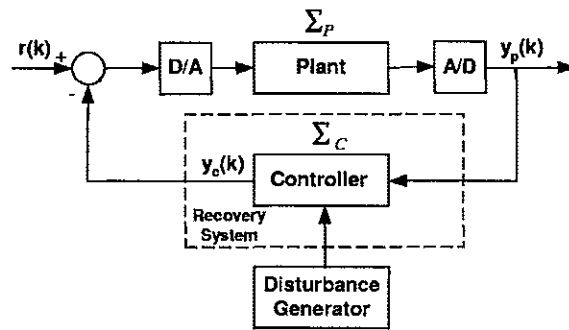 Σ_P
r(k) + D/A Plant A/D y_p(k)
-
Σ_C
y_c(k) Controller
Recovery
System
Disturbance
Generator